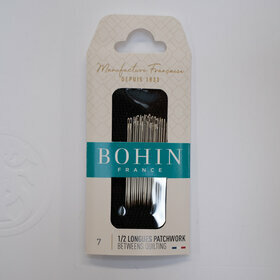 Manufacture Française
DEPUIS 1833
BOHIN
FRANCE
7
1/2 LONGUES PATCHWORK
BETWEENS QUILTING